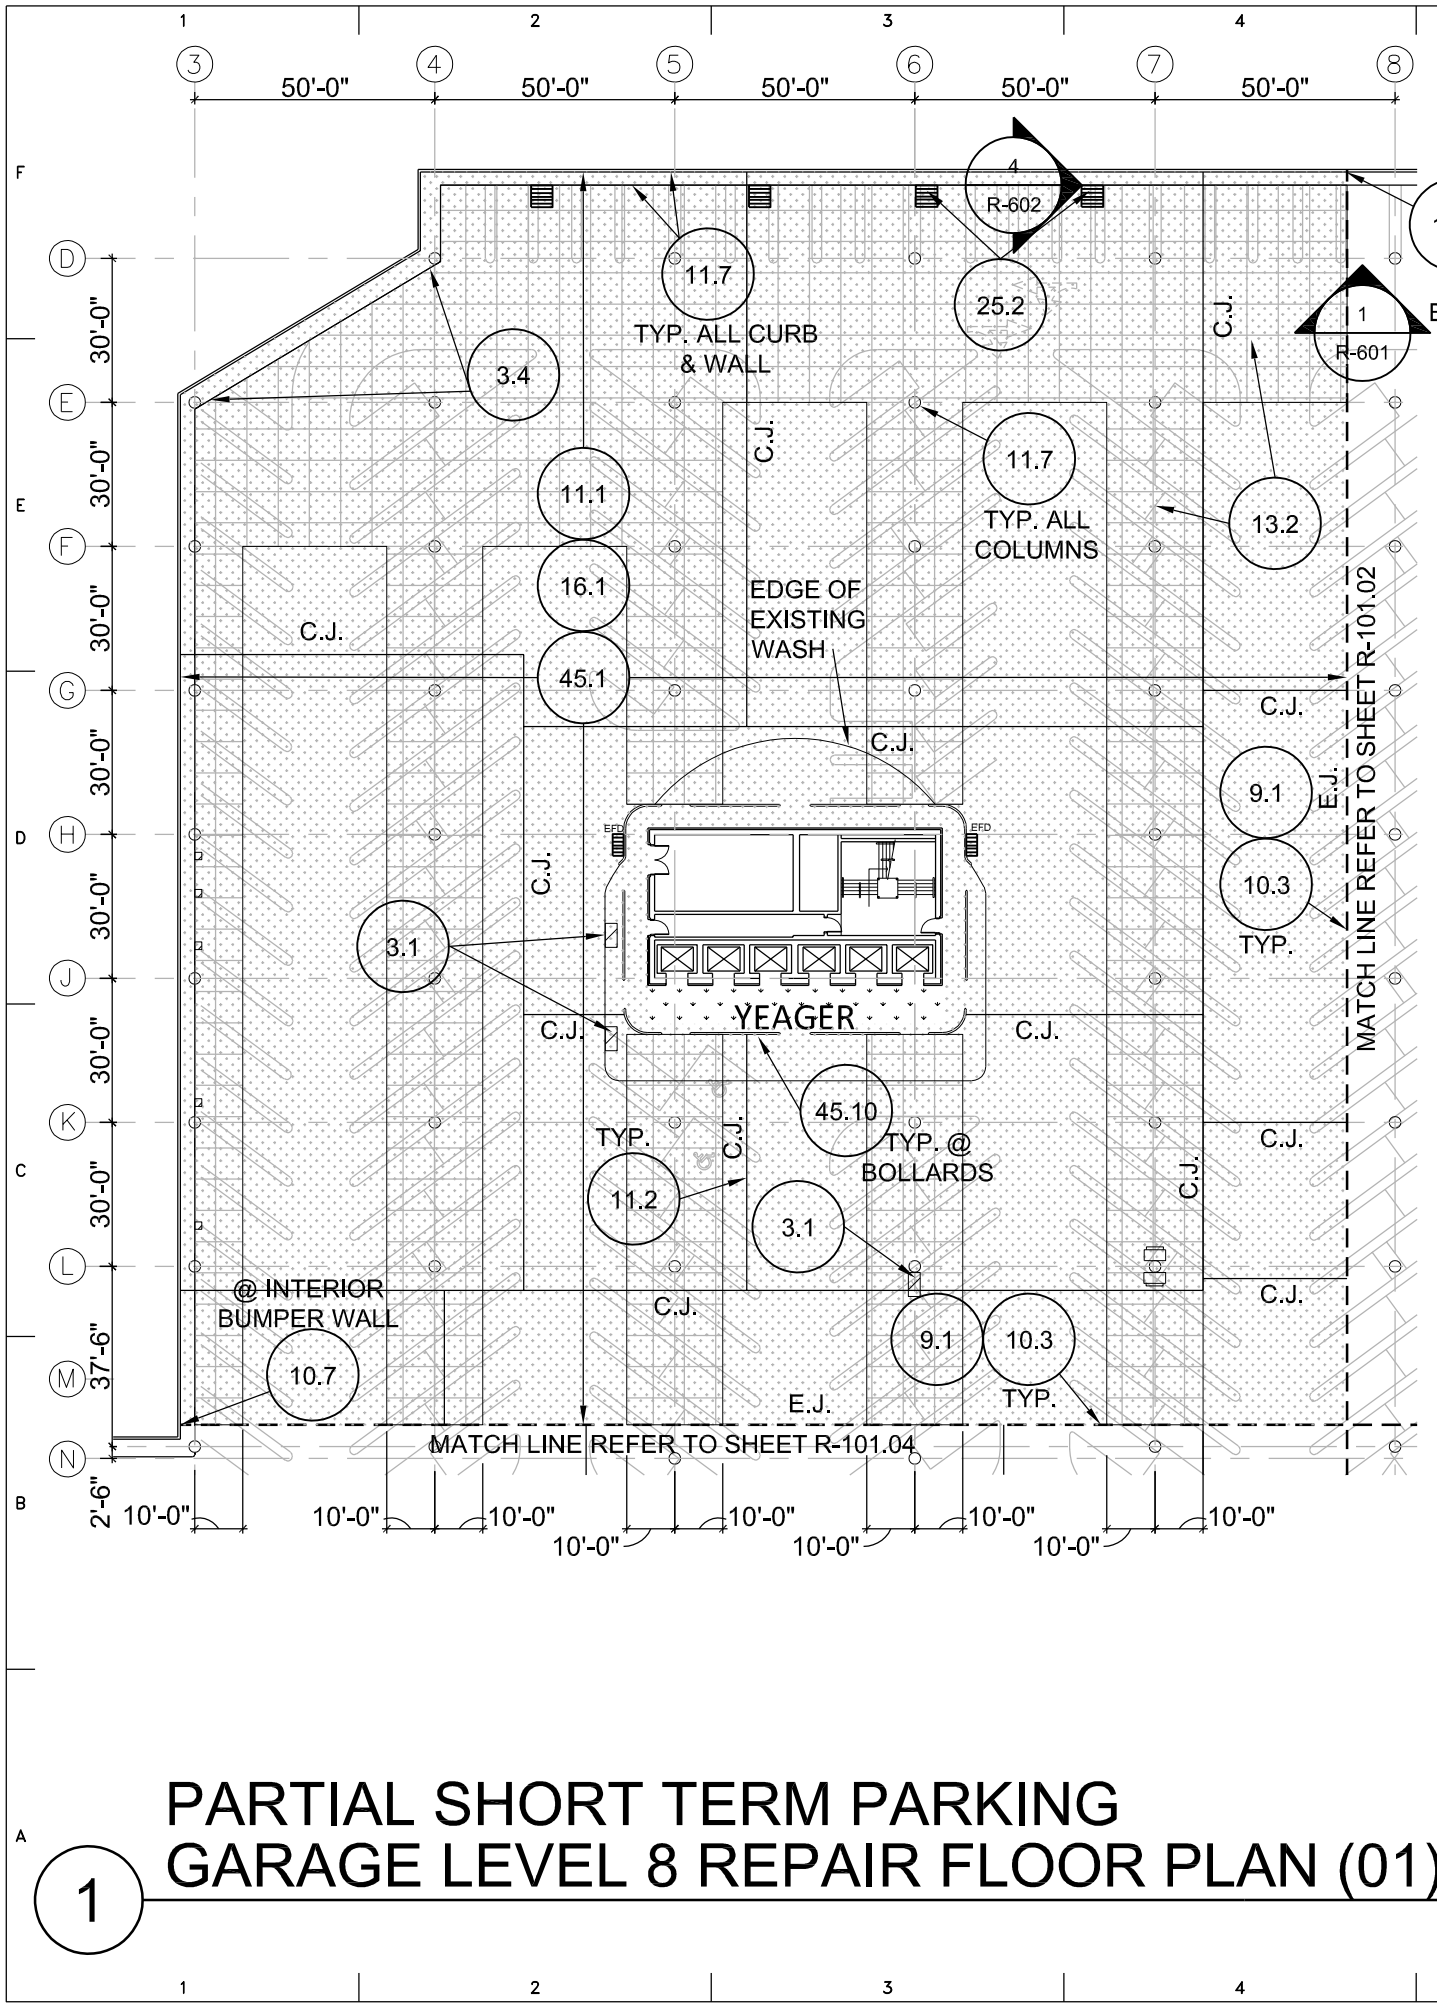 1 2 3 4
3 4 5 6 7 8
50'-0" 50'-0" 50'-0" 50'-0" 50'-0"
F
4
R-602
D
11.7
TYP. ALL CURB
& WALL
25.2
C.J.
1
R-601
30'-0"
3.4
E
C.J.
11.7
TYP. ALL
COLUMNS
13.2
30'-0"
E
11.1
F
16.1
EDGE OF
EXISTING
WASH
30'-0"
C.J.
45.1
MATCH LINE REFER TO SHEET R-101.02
G
C.J.
C.J.
30'-0"
9.1
E.J.
EFD
EFD
D
H
C.J.
10.3
TYP.
30'-0"
3.1
J
YEAGER
C.J.
C.J.
30'-0"
45.10
TYP. @
BOLLARDS
K
TYP.
C.J.
C.J.
C
11.2
C.J.
30'-0"
3.1
L
@ INTERIOR
BUMPER WALL
C.J.
C.J.
37'-6"
10.7
9.1
10.3
TYP.
M
E.J.
MATCH LINE REFER TO SHEET R-101.04
N
B
2'-6"
10'-0" 10'-0" 10'-0" 10'-0" 10'-0"
10'-0" 10'-0" 10'-0"
PARTIAL SHORT TERM PARKING
A
GARAGE LEVEL 8 REPAIR FLOOR PLAN (01)
1
1 2 3 4